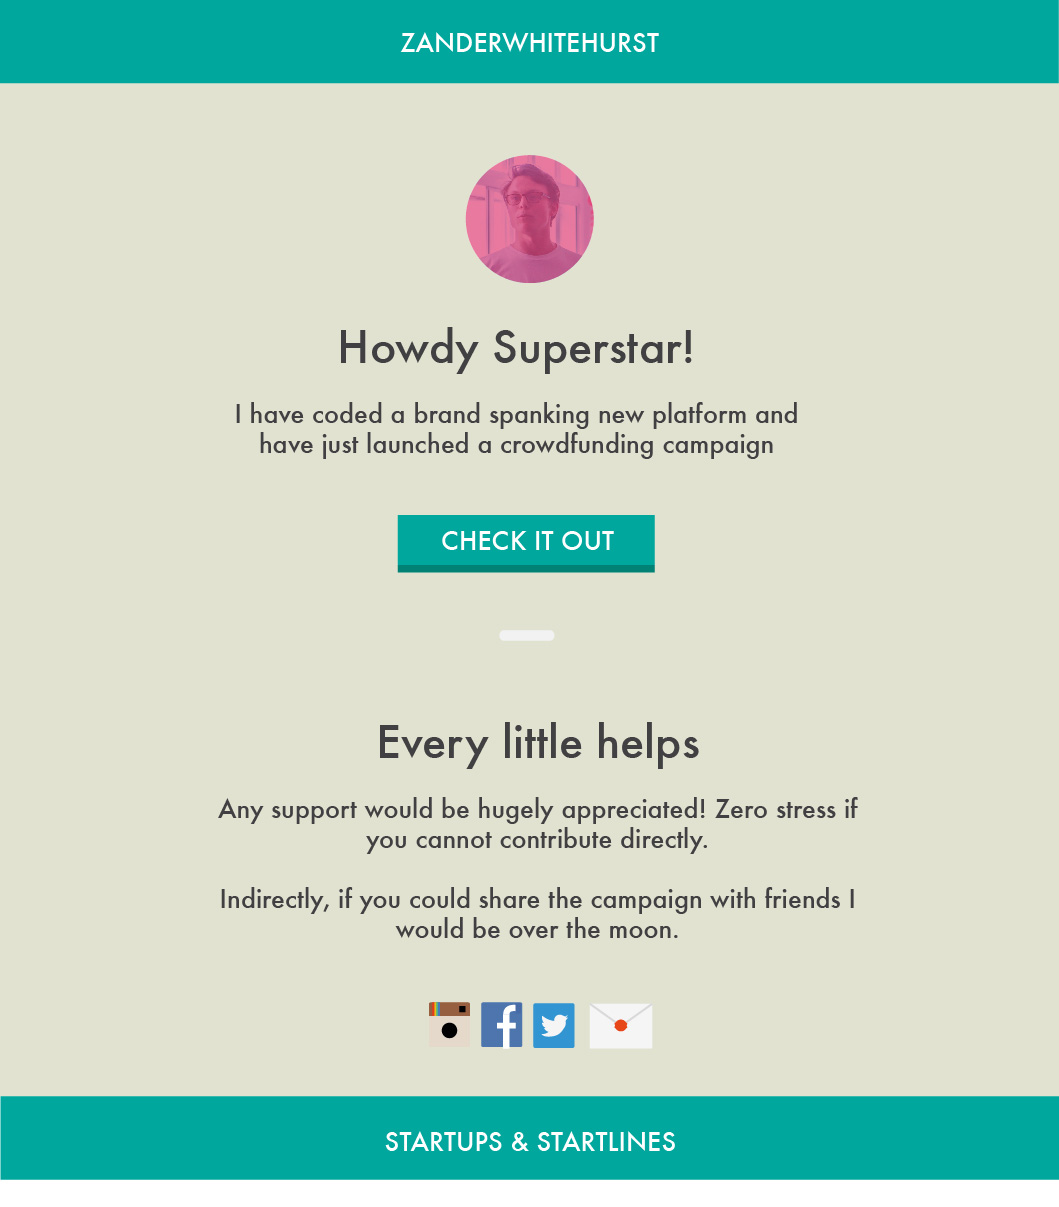 ZANDERWHITEHURST
Howdy Superstar!
I have coded a brand spanking new platform and
have just launched a crowdfunding campaign
CHECK IT OUT
Every little helps
Any support would be hugely appreciated! Zero stress if
you cannot contribute directly.
Indirectly, if you could share the campaign with friends I
would be over the moon.
STARTUPS & STARTLINES